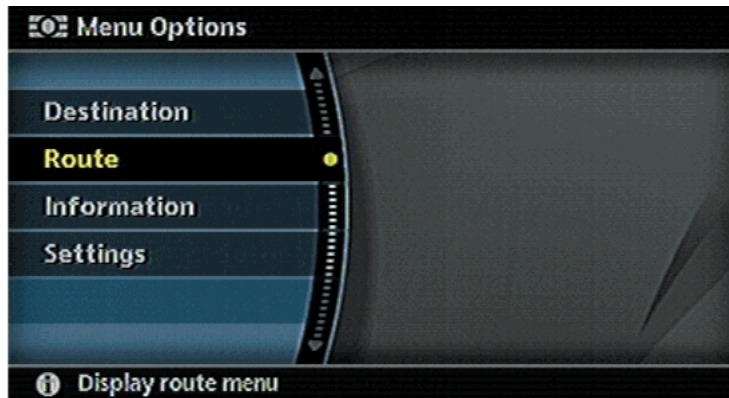 Menu Options
Destination
Route
Information
Settings
Display route menu